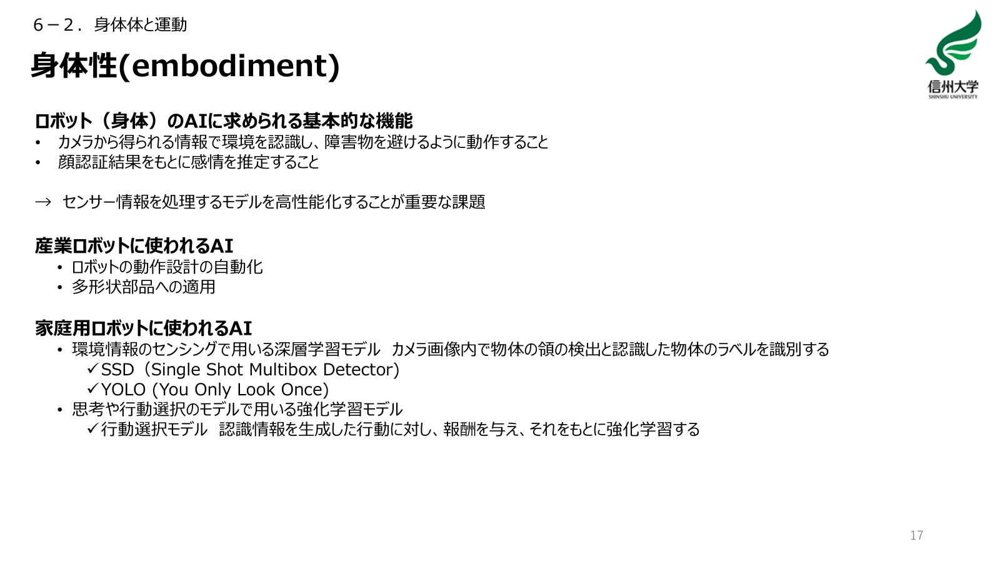 ６－２．身体体と運動
身体性(embodiment)
信州大学
SHINSHU UNIVERSITY
ロボット（身体）のAIに求められる基本的な機能
• カメラから得られる情報で環境を認識し、障害物を避けるように動作すること
• 顔認証結果をもとに感情を推定すること
→ センサー情報を処理するモデルを高性能化することが重要な課題
産業ロボットに使われるAI
• ロボットの動作設計の自動化
• 多形状部品への適用
家庭用ロボットに使われるAI
• 環境情報のセンシングで用いる深層学習モデル　カメラ画像内で物体の領の検出と認識した物体のラベルを識別する
✓SSD（Single Shot Multibox Detector)
✓YOLO (You Only Look Once)
• 思考や行動選択のモデルで用いる強化学習モデル
✓行動選択モデル　認識情報を生成した行動に対し、報酬を与え、それをもとに強化学習する
17